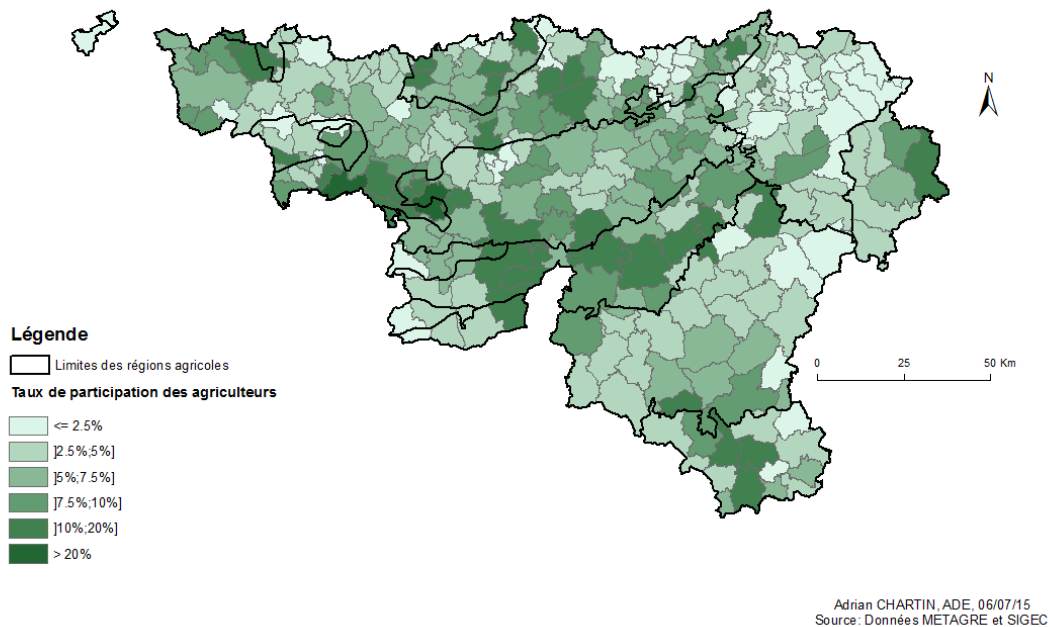 N
0 25 50 Km
Légende
Limites des régions agricoles
Taux de participation des agriculteurs
<= 2.5%
]2.5%;5%]
]5%;7.5%]
]7.5%;10%]
]10%;20%]
> 20%
Adrian CHARTIN, ADE, 06/07/15
Source: Données METAGRE et SIGEC